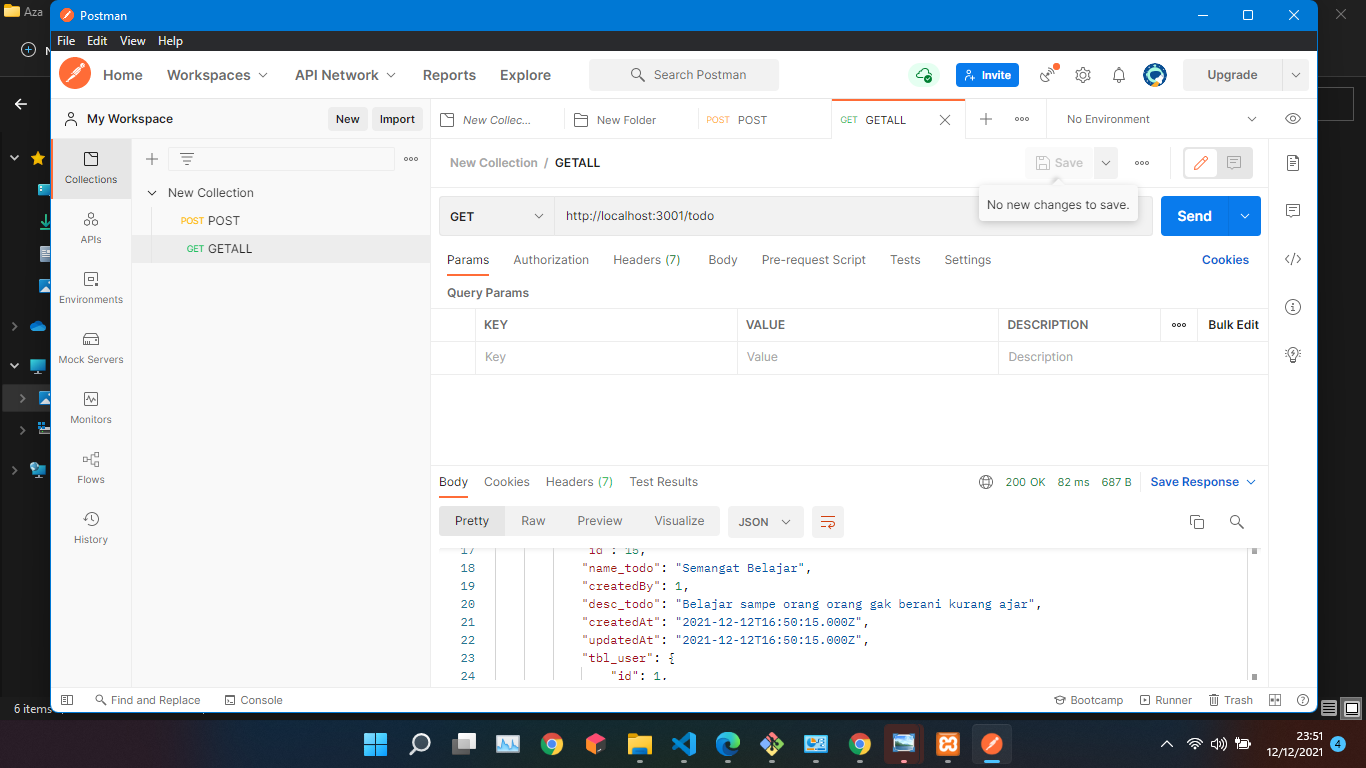 Aza
Postman
File Edit View Help
Home Workspaces API Network Reports Explore Search Postman Invite Upgrade
My Workspace New Import New Collec... New Folder POST POST GET GETALL No Environment
Collections
New Collection
POST POST
GET GETALL
APIs
Environments
Mock Servers
Monitors
Flows
History
New Collection / GETALL Save
No new changes to save.
GET http://localhost:3001/todo Send
Params Authorization Headers (7) Body Pre-request Script Tests Settings Cookies
Query Params
KEY VALUE DESCRIPTION Bulk Edit
Key Value Description
Body Cookies Headers (7) Test Results 200 OK 82 ms 687 B Save Response
Pretty Raw Preview Visualize JSON
17 "id": 15,
18 "name_todo": "Semangat Belajar",
19 "createdBy": 1,
20 "desc_todo": "Belajar sampe orang orang gak berani kurang ajar",
21 "createdAt": "2021-12-12T16:50:15.000Z",
22 "updatedAt": "2021-12-12T16:50:15.000Z",
23 "tbl_user": {
24 "id": 1,
Find and Replace Console Bootcamp Runner Trash
6 items
23:51
12/12/2021 4